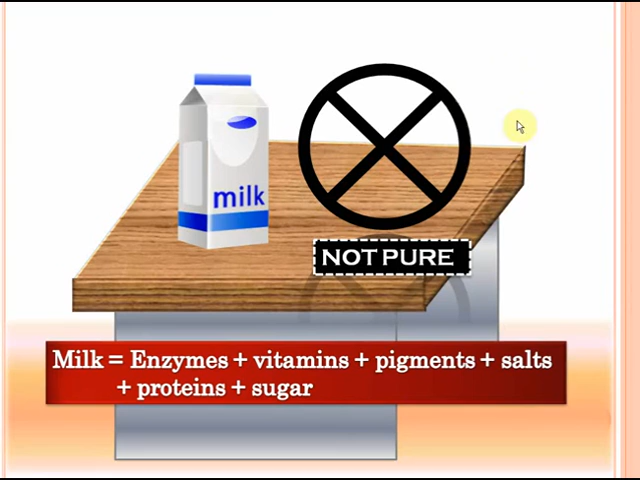 milk
NOT PURE
Milk = Enzymes + vitamins + pigments + salts
+ proteins + sugar